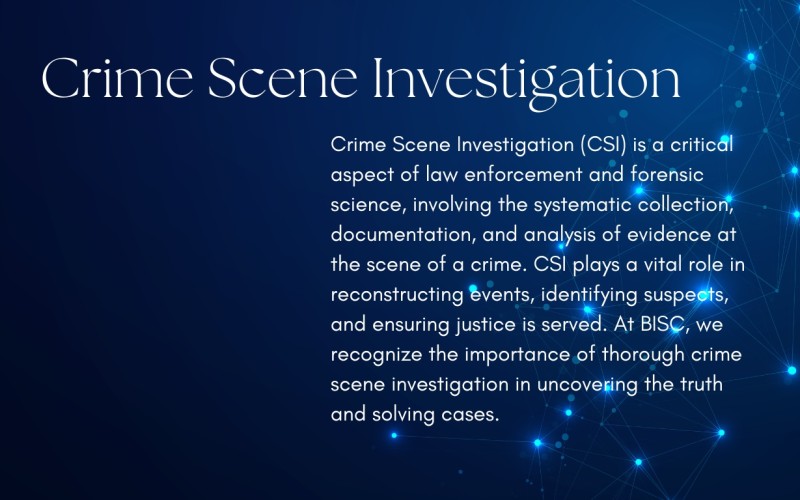 Crime Scene Investigation
Crime Scene Investigation (CSI) is a critical
aspect of law enforcement and forensic
science, involving the systematic collection,
documentation, and analysis of evidence at
the scene of a crime. CSI plays a vital role in
reconstructing events, identifying suspects,
and ensuring justice is served. At BISC, we
recognize the importance of thorough crime
scene investigation in uncovering the truth
and solving cases.